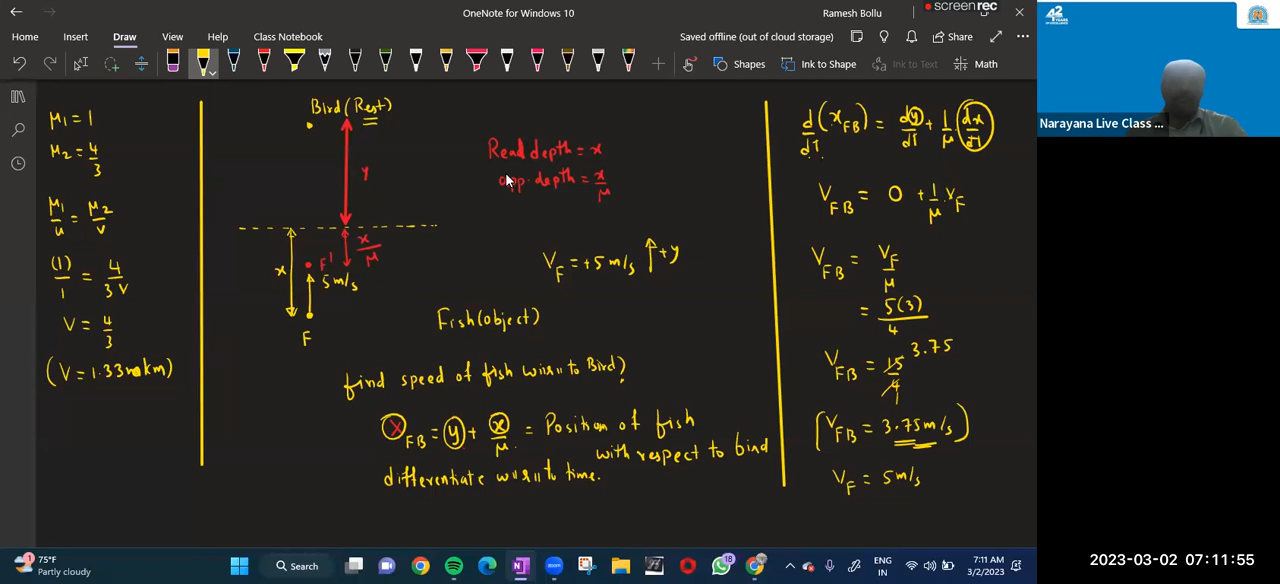 OneNote for Windows 10
Ramesh Bollu
screenrec
42
YEARS OF EXCELLENCE
Home Insert Draw View Help Class Notebook
Saved offline (out of cloud storage)
Share
Shapes
Ink to Shape
Ink to Text
Math
Narayana Live Class ...
μ1 = 1
μ2 = 4/3
μ1/u = μ2/v
(1)/1 = 4/3v
V = 4/3
(V = 1.33 km)
Bird (Rest)
y
x/μ
x
F'
5 m/s
F
Real depth = x
app. depth = x/μ
VF = +5 m/s ↑+y
Fish (object)
find speed of fish w.r.to Bird?
XFB = y + x/μ = Position of fish
with respect to bird
differentiate w.r.to time.
d/dT (xFB) = dy/dT + 1/μ (dx/dT)
VFB = 0 + 1/μ . VF
VFB = VF/μ
= 5(3)/4
VFB = 15/4 3.75
(VFB = 3.75 m/s)
VF = 5 m/s
75°F
Partly cloudy
Search
18
ENG
IN
7:11 AM
3/2/2023
2023-03-02 07:11:55